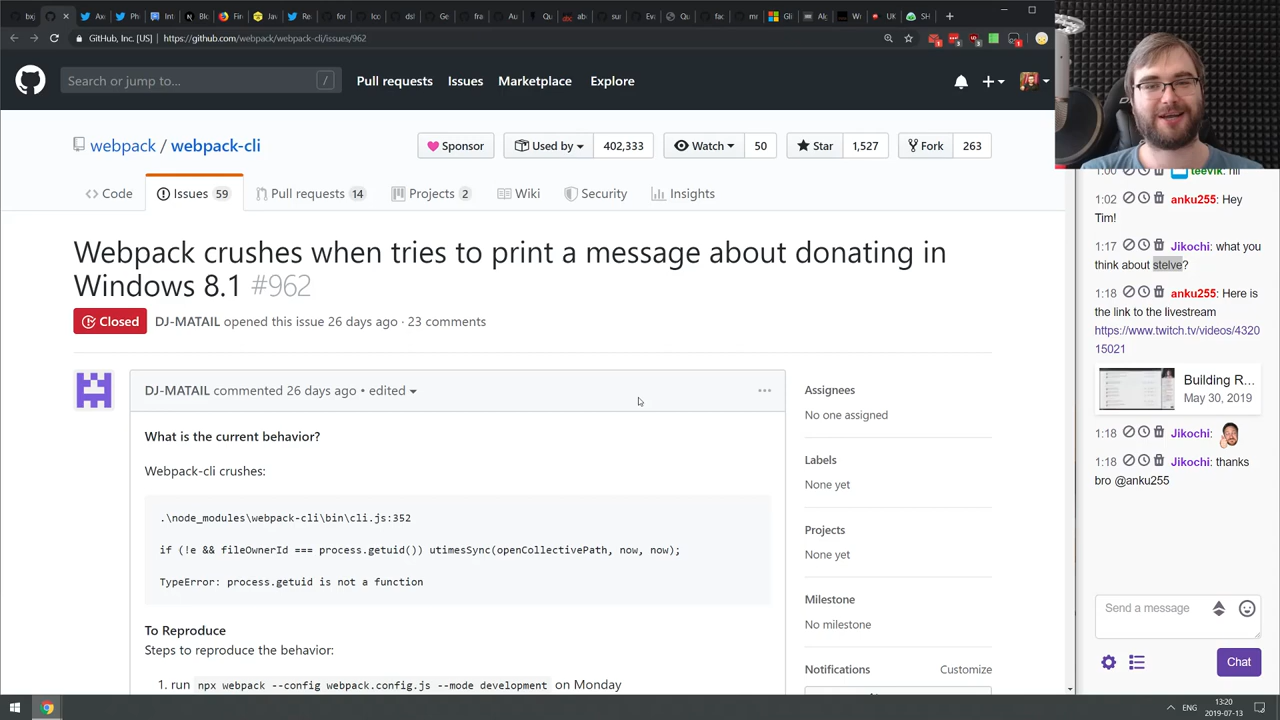 GitHub, Inc. [US] | https://github.com/webpack/webpack-cli/issues/962
Search or jump to... /
Pull requests Issues Marketplace Explore
webpack / webpack-cli
Sponsor Used by 402,333 Watch 50 Star 1,527 Fork 263
Code Issues 59 Pull requests 14 Projects 2 Wiki Security Insights
Webpack crushes when tries to print a message about donating in
Windows 8.1 #962
Closed DJ-MATAIL opened this issue 26 days ago · 23 comments
DJ-MATAIL commented 26 days ago • edited
What is the current behavior?
Webpack-cli crushes:
.\node_modules\webpack-cli\bin\cli.js:352
if (!e && fileOwnerId === process.getuid()) utimesSync(openCollectivePath, now, now);
TypeError: process.getuid is not a function
To Reproduce
Steps to reproduce the behavior:
1. run npx webpack --config webpack.config.js --mode development on Monday
Assignees
No one assigned
Labels
None yet
Projects
None yet
Milestone
No milestone
Notifications Customize
1:00 teevik: hii
1:02 anku255: Hey
Tim!
1:17 Jikochi: what you
think about stelve?
1:18 anku255: Here is
the link to the livestream
https://www.twitch.tv/videos/4320
15021
Building R...
May 30, 2019
1:18 Jikochi:
1:18 Jikochi: thanks
bro @anku255
Send a message
Chat
ENG
13:20
2019-07-13